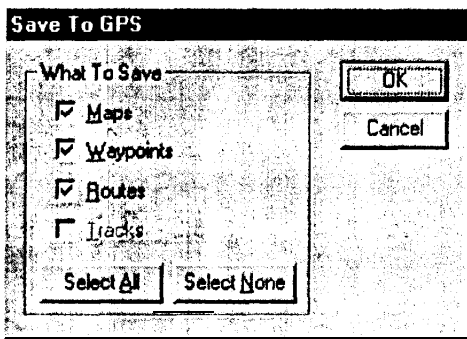 Save To GPS
What To Save
OK
Maps
Cancel
Waypoints
Routes
Tracks
Select All Select None